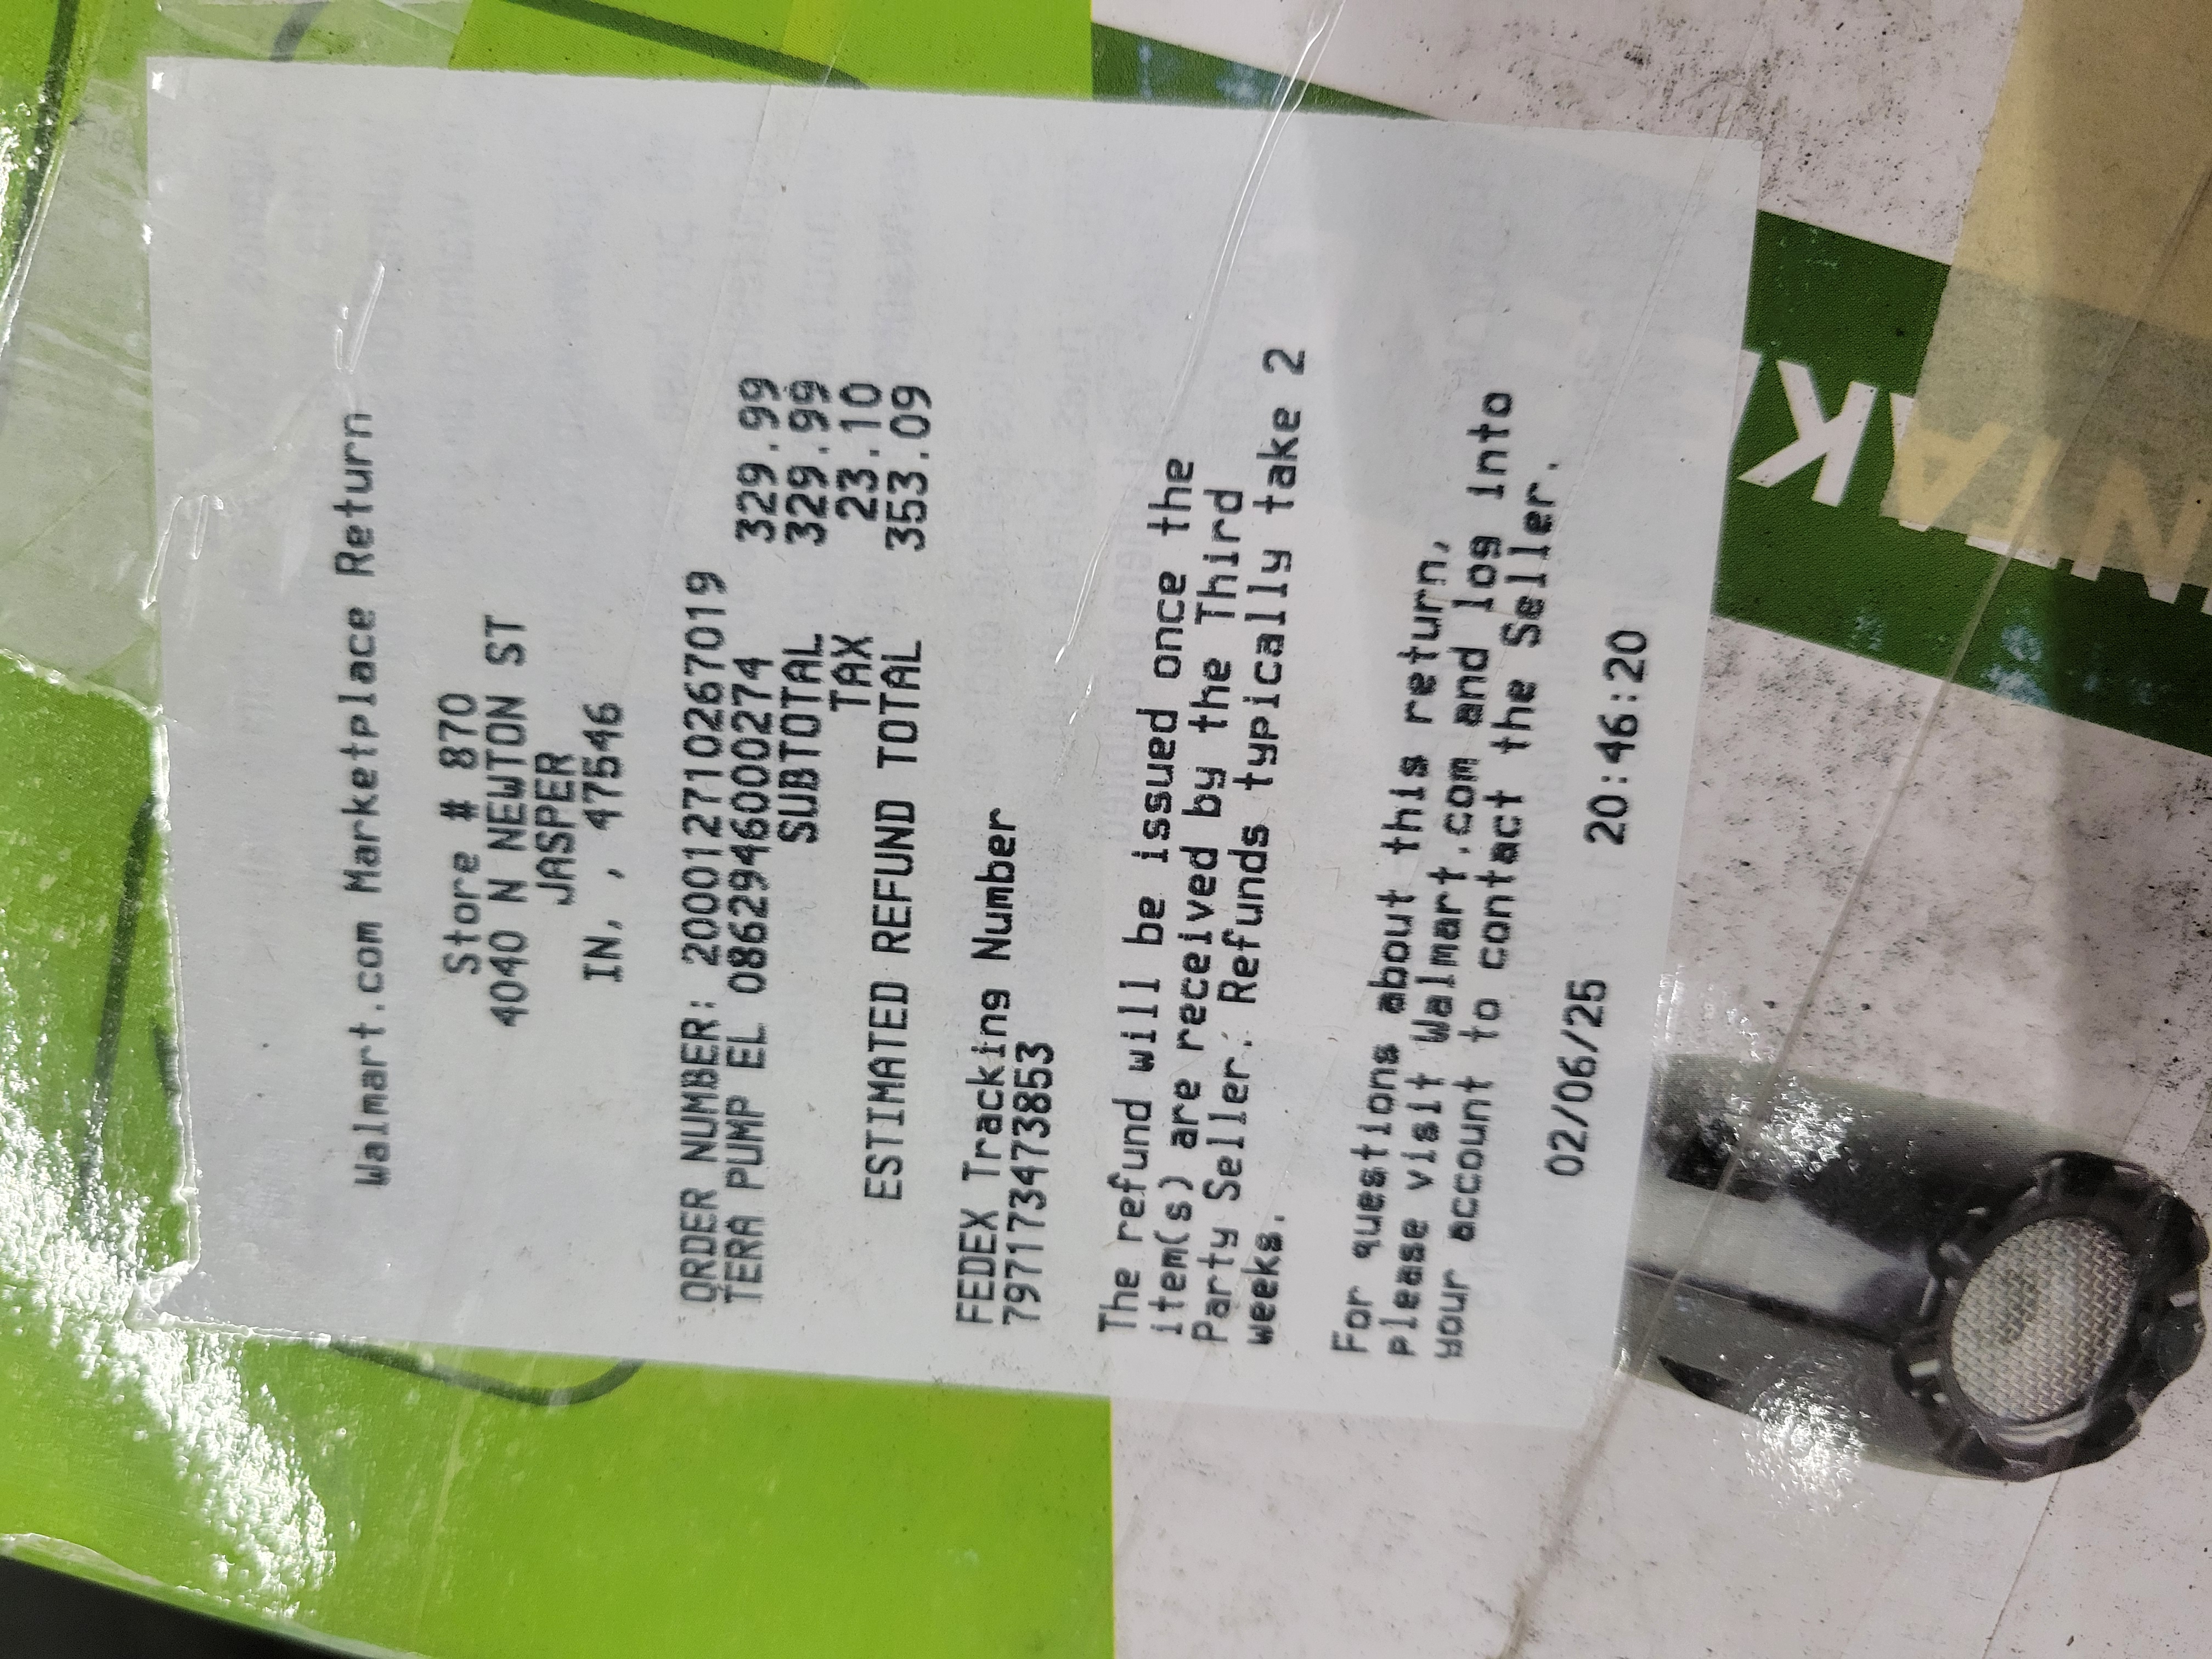 Walmart.com Marketplace Return
Store # 870
4040 N NEWTON ST
JASPER
IN, , 47546
ORDER NUMBER: 200012710267019
TERA PUMP EL 086294600274 329.99
SUBTOTAL 329.99
TAX 23.10
ESTIMATED REFUND TOTAL 353.09
FEDEX Tracking Number
797173473853
The refund will be issued once the
item(s) are received by the Third
Party Seller. Refunds typically take 2
weeks.
For questions about this return,
please visit Walmart.com and log into
your account to contact the Seller.
02/06/25 20:46:20